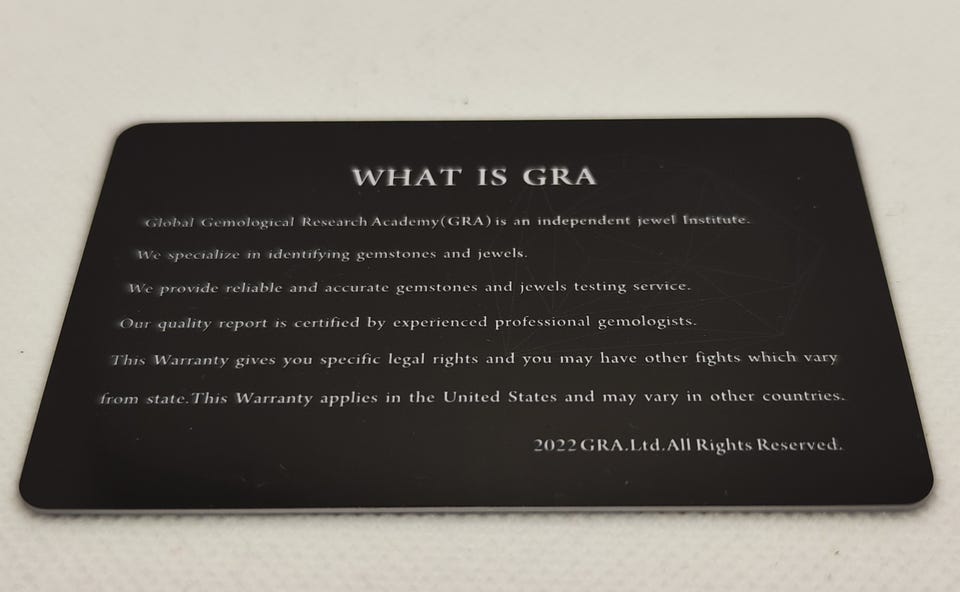 WHAT IS GRA
Global Gemological Research Academy(GRA) is an independent jewel Institute.
We specialize in identifying gemstones and jewels.
We provide reliable and accurate gemstones and jewels testing service.
Our quality report is certified by experienced professional gemologists.
This Warranty gives you specific legal rights and you may have other fights which vary
from state.This Warranty applies in the United States and may vary in other countries.
2022 GRA.Ltd.All Rights Reserved.